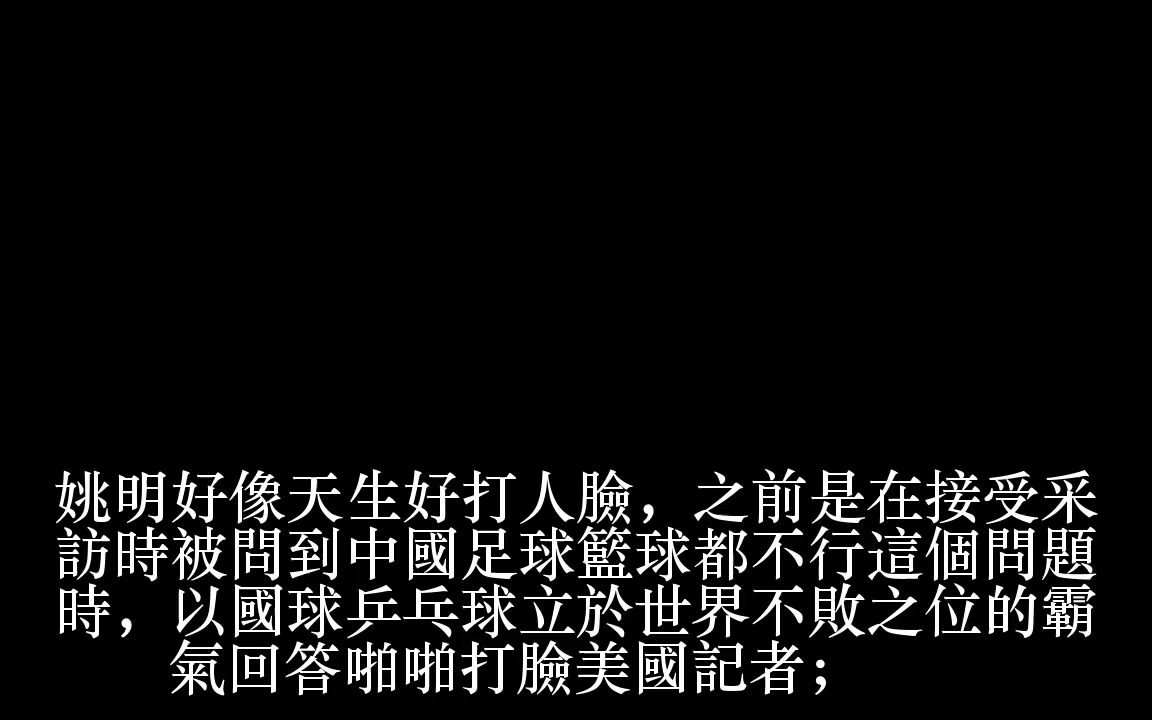 姚明好像天生好打人臉，之前是在接受采
訪時被問到中國足球籃球都不行這個問題
時，以國球乒乓球立於世界不敗之位的霸
氣回答啪啪打臉美國記者；